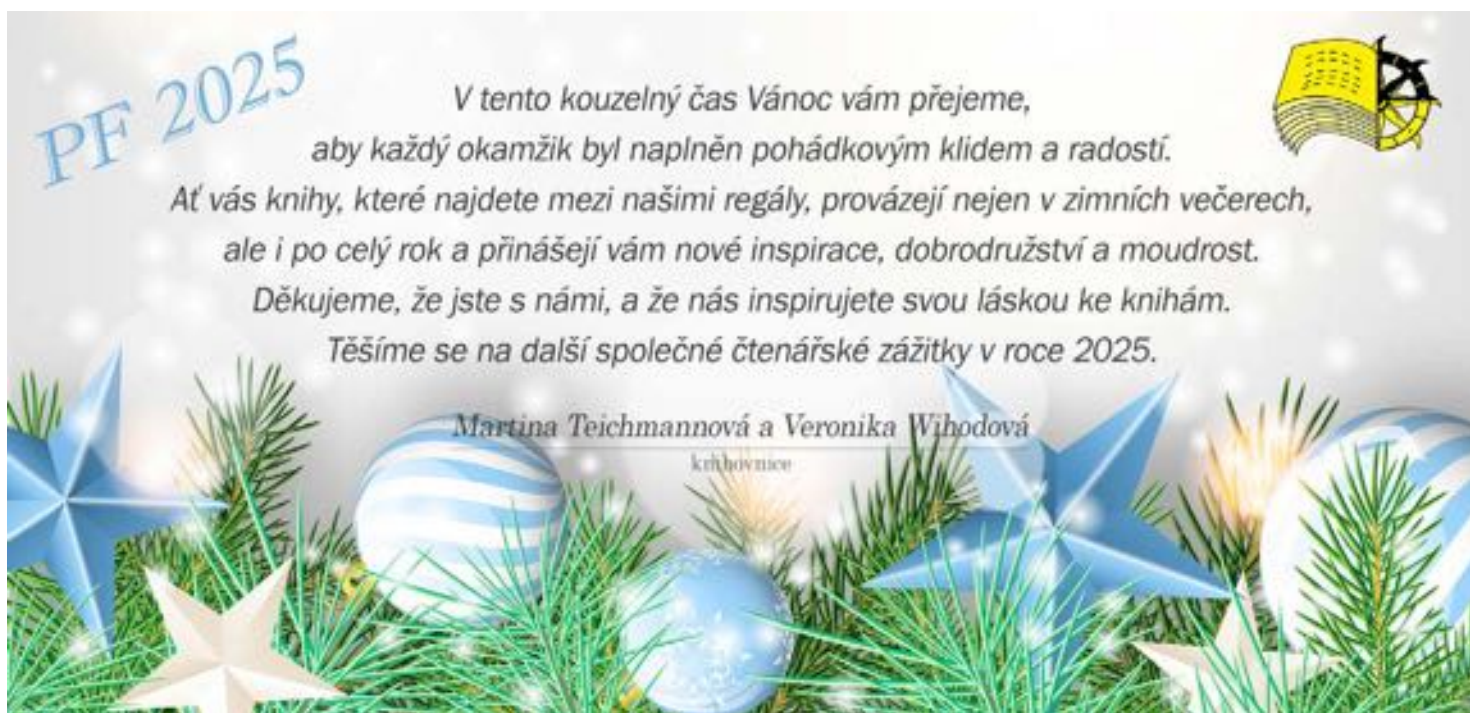 PF 2025
V tento kouzelný čas Vánoc vám přejeme,
aby každý okamžik byl naplněn pohádkovým klidem a radostí.
Ať vás knihy, které najdete mezi našimi regály, provázejí nejen v zimních večerech,
ale i po celý rok a přinášejí vám nové inspirace, dobrodružství a moudrost.
Děkujeme, že jste s námi, a že nás inspirujete svou láskou ke knihám.
Těšíme se na další společné čtenářské zážitky v roce 2025.
Martina Teichmannová a Veronika Wihodová
knihovnice